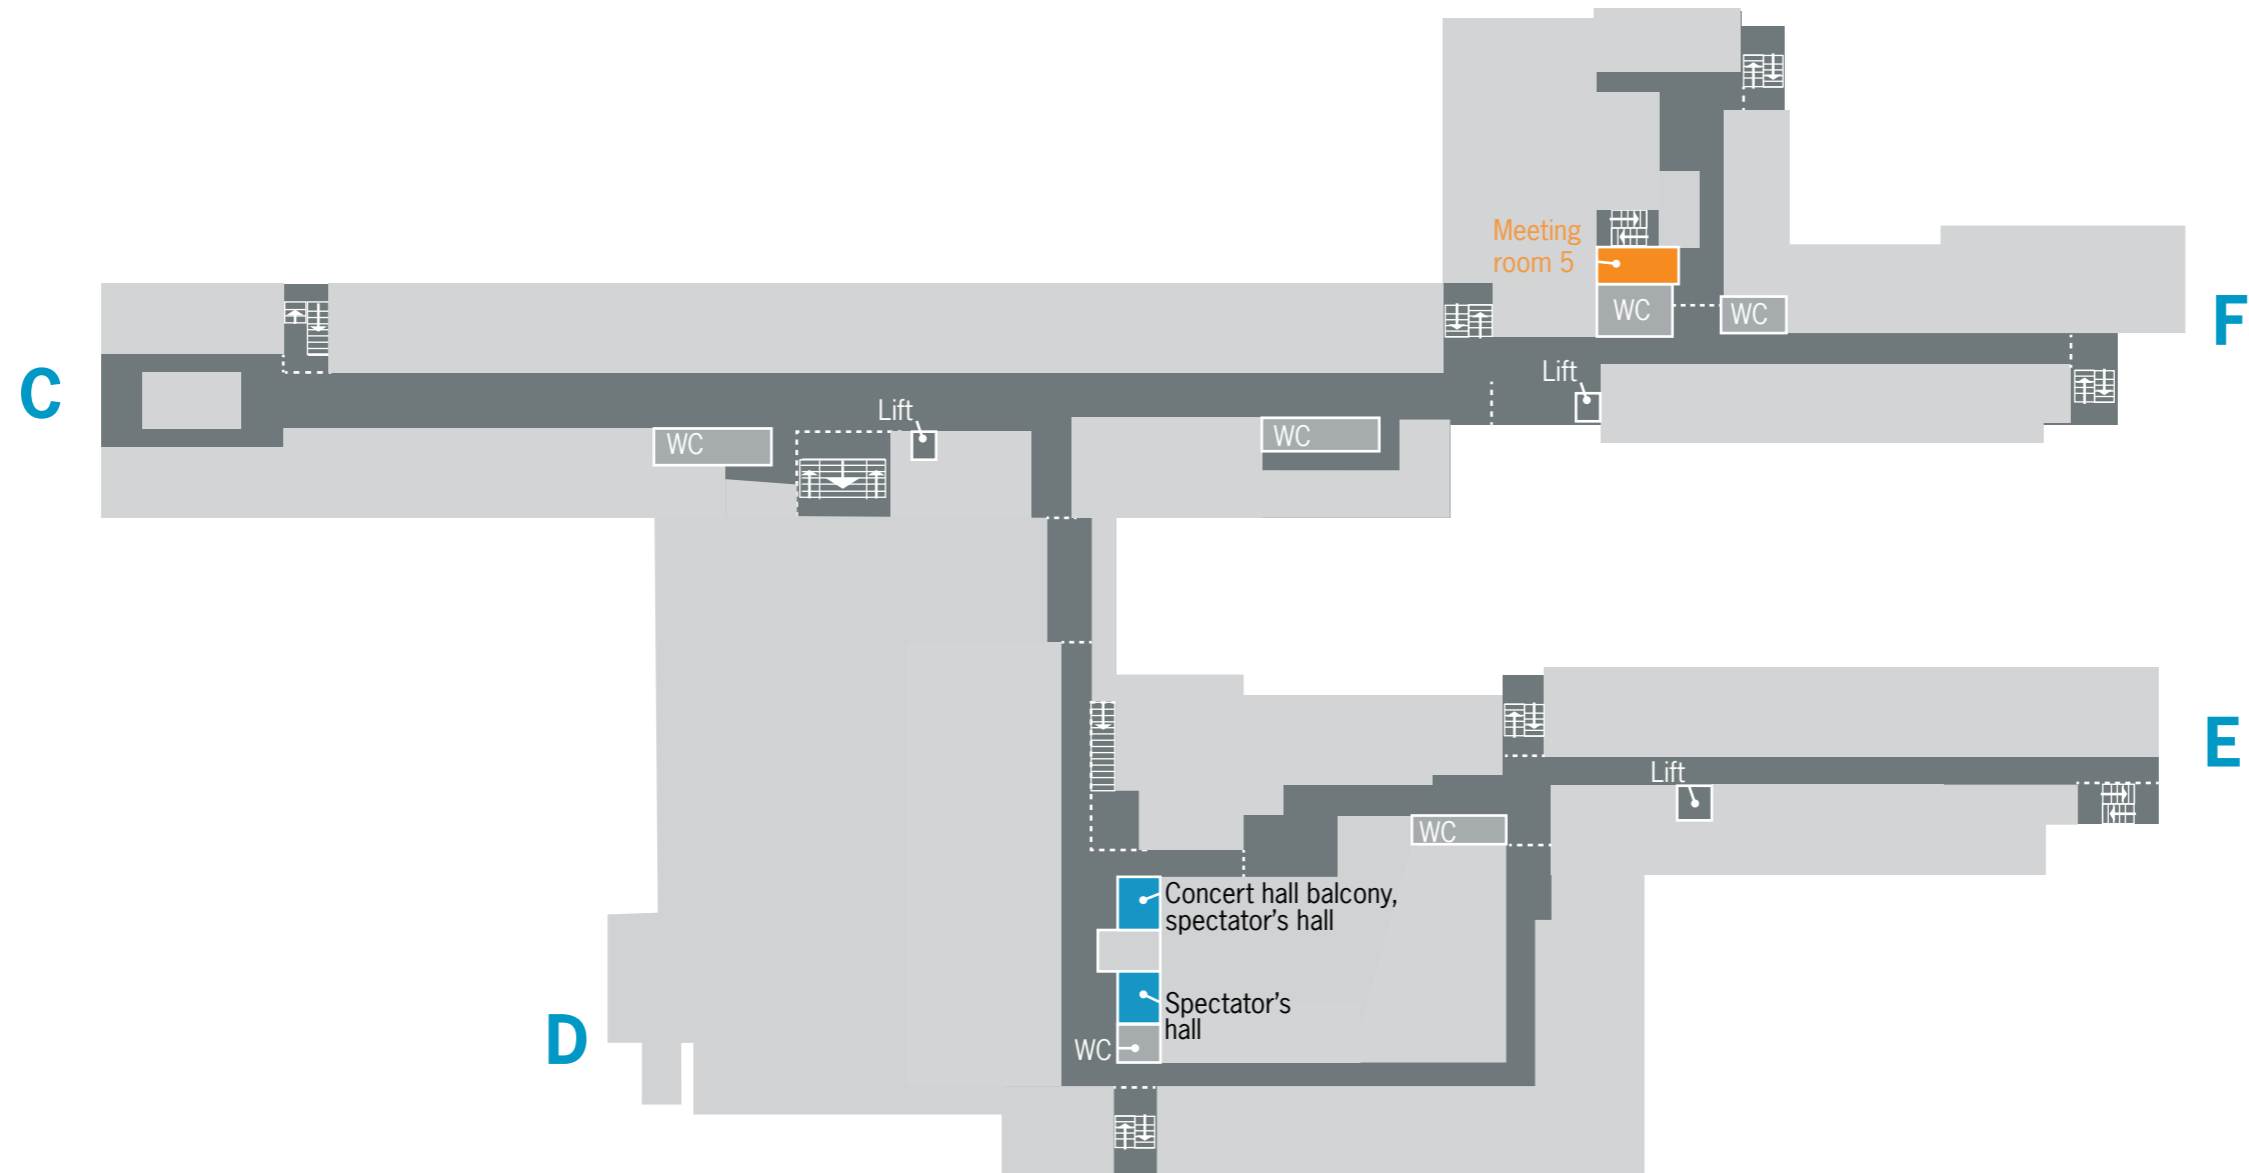 Meeting
room 5
WC
WC
F
Lift
C
Lift
WC
WC
E
Lift
WC
Concert hall balcony,
spectator's hall
Spectator's
hall
D
WC